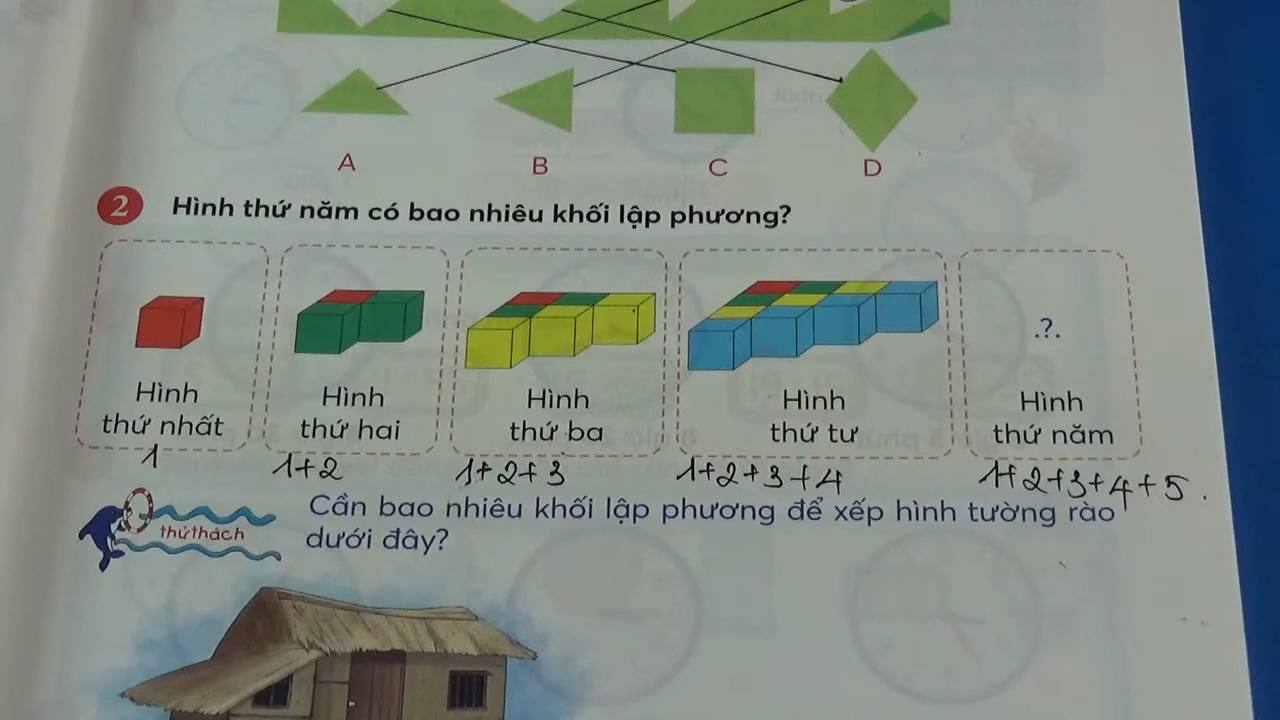 A B C D
2 Hình thứ năm có bao nhiêu khối lập phương?
.?.
Hình thứ nhất
Hình thứ hai
Hình thứ ba
Hình thứ tư
Hình thứ năm
1 1+2 1+2+3 1+2+3+4 1+2+3+4+5.
thử thách
Cần bao nhiêu khối lập phương để xếp hình tường rào
dưới đây?